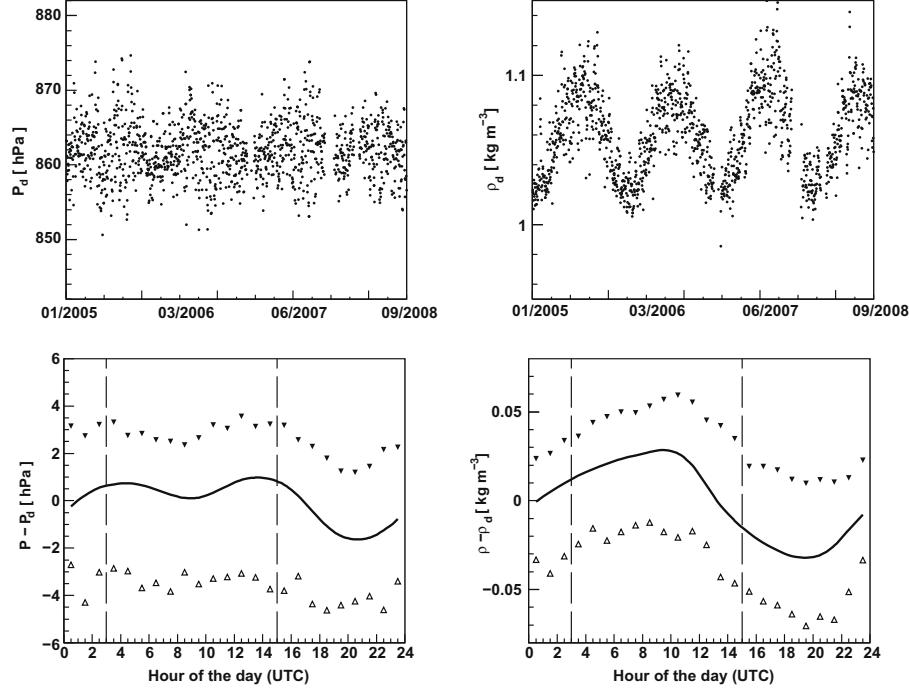 880
870
860
850
P_d [ hPa ]
01/2005 03/2006 06/2007 09/2008
1.1
1
ρ_d [ kg m⁻³ ]
01/2005 03/2006 06/2007 09/2008
6
4
2
0
−2
−4
−6
P − P_d [ hPa ]
0 2 4 6 8 10 12 14 16 18 20 22 24
Hour of the day (UTC)
0.05
0
−0.05
ρ −ρ_d [ kg m⁻³ ]
0 2 4 6 8 10 12 14 16 18 20 22 24
Hour of the day (UTC)